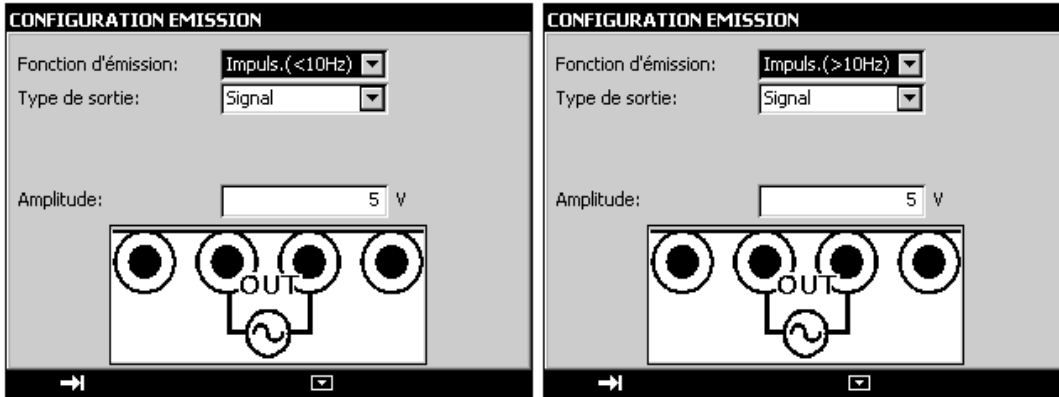 CONFIGURATION EMISSION
Fonction d'émission: Impuls.(<10Hz)
Type de sortie: Signal
Amplitude: 5 V
OUT
CONFIGURATION EMISSION
Fonction d'émission: Impuls.(>10Hz)
Type de sortie: Signal
Amplitude: 5 V
OUT